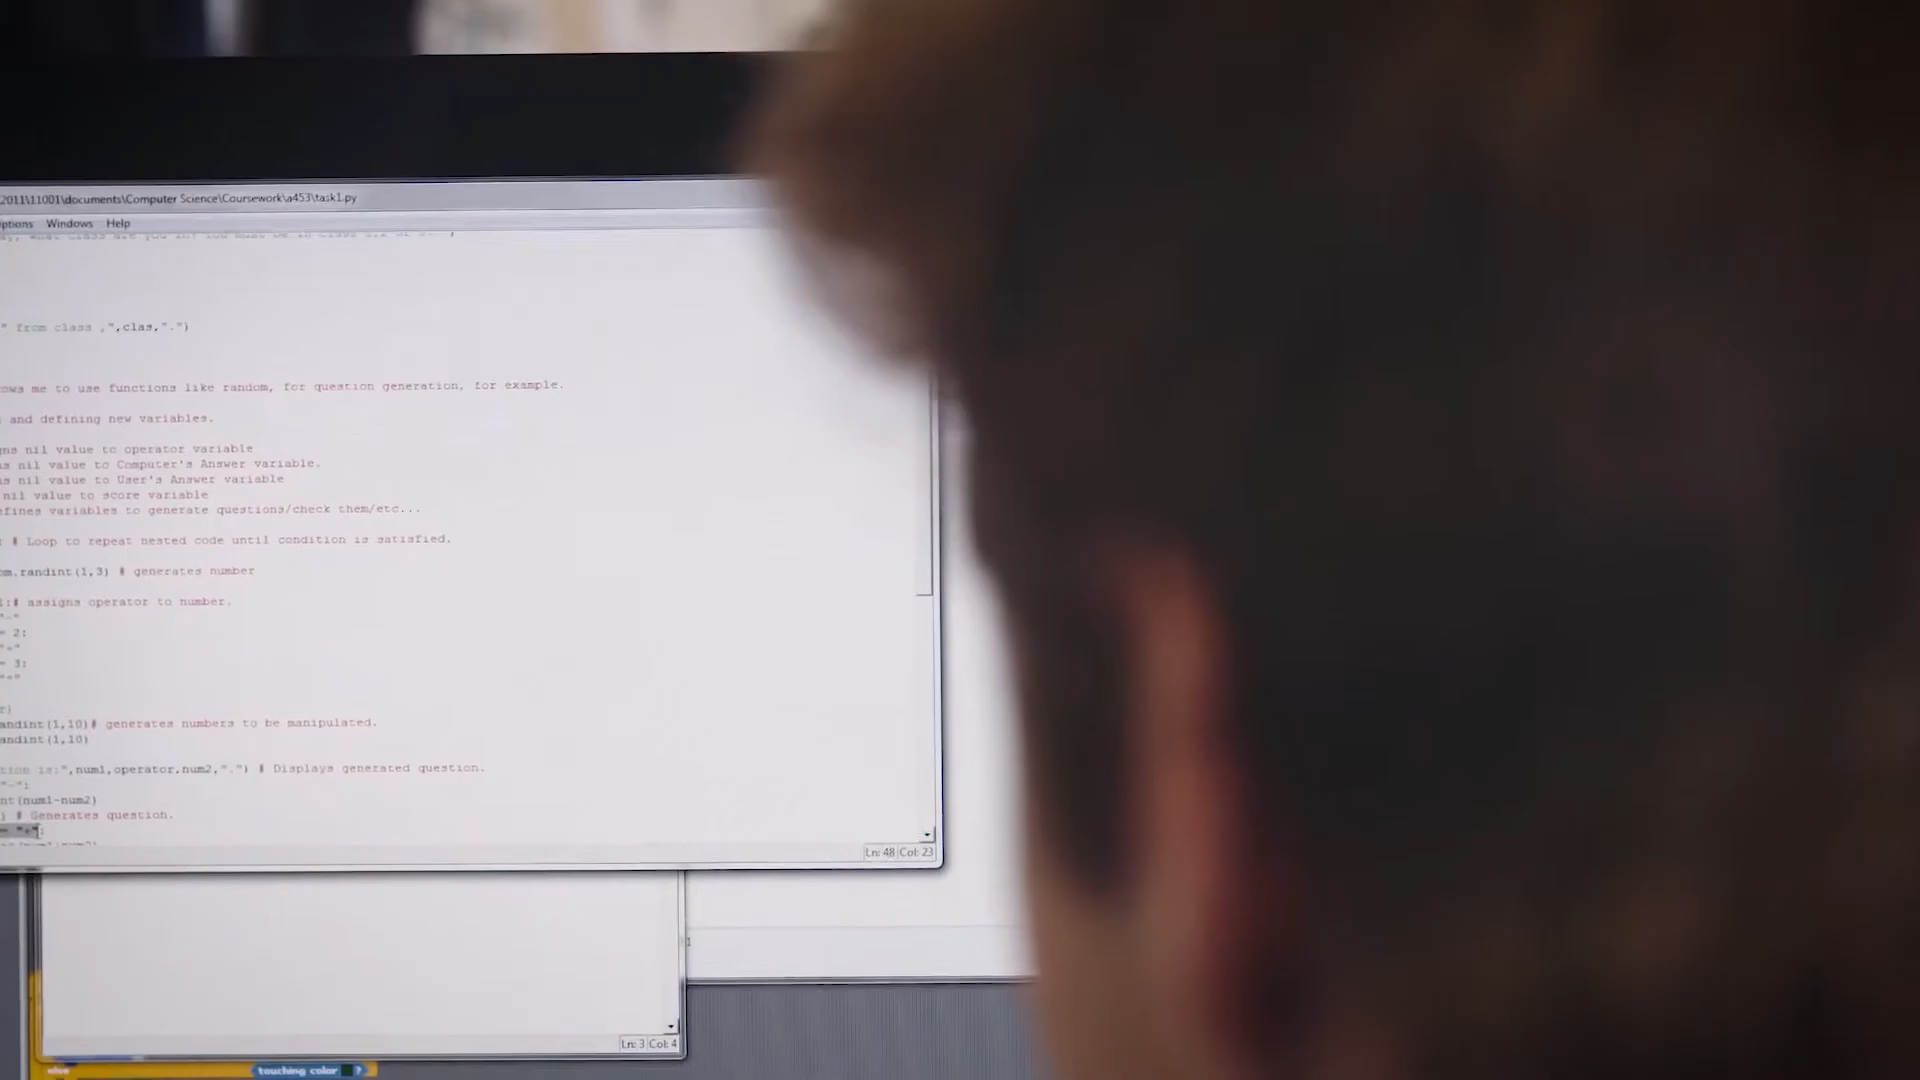 2011\11001\documents\Computer Science\Coursework\a453\task1.py
ptions Windows Help
" from class ,",clas,".")
ows me to use functions like random, for question generation, for example.
and defining new variables.
gns nil value to operator variable
s nil value to Computer's Answer variable.
s nil value to User's Answer variable
nil value to score variable
efines variables to generate questions/check them/etc...
: # Loop to repeat nested code until condition is satisfied.
om.randint(1,3) # generates number
1:# assigns operator to number.
"-"
= 2:
= 3:
r)
andint(1,10)# generates numbers to be manipulated.
andint(1,10)
tion is:",num1,operator,num2,".") # Displays generated question.
"-":
nt(num1-num2)
) # Generates question.
Ln: 48 Col: 23
1
Ln: 3 Col: 4
else
touching color ?